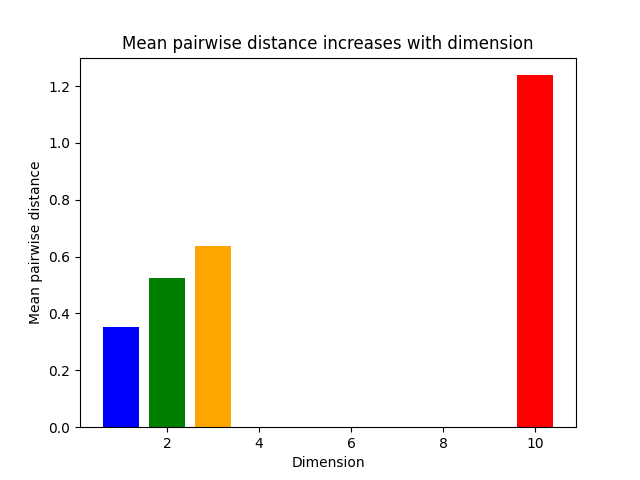 Mean pairwise distance increases with dimension
Mean pairwise distance
1.2
1.0
0.8
0.6
0.4
0.2
0.0
2 4 6 8 10
Dimension